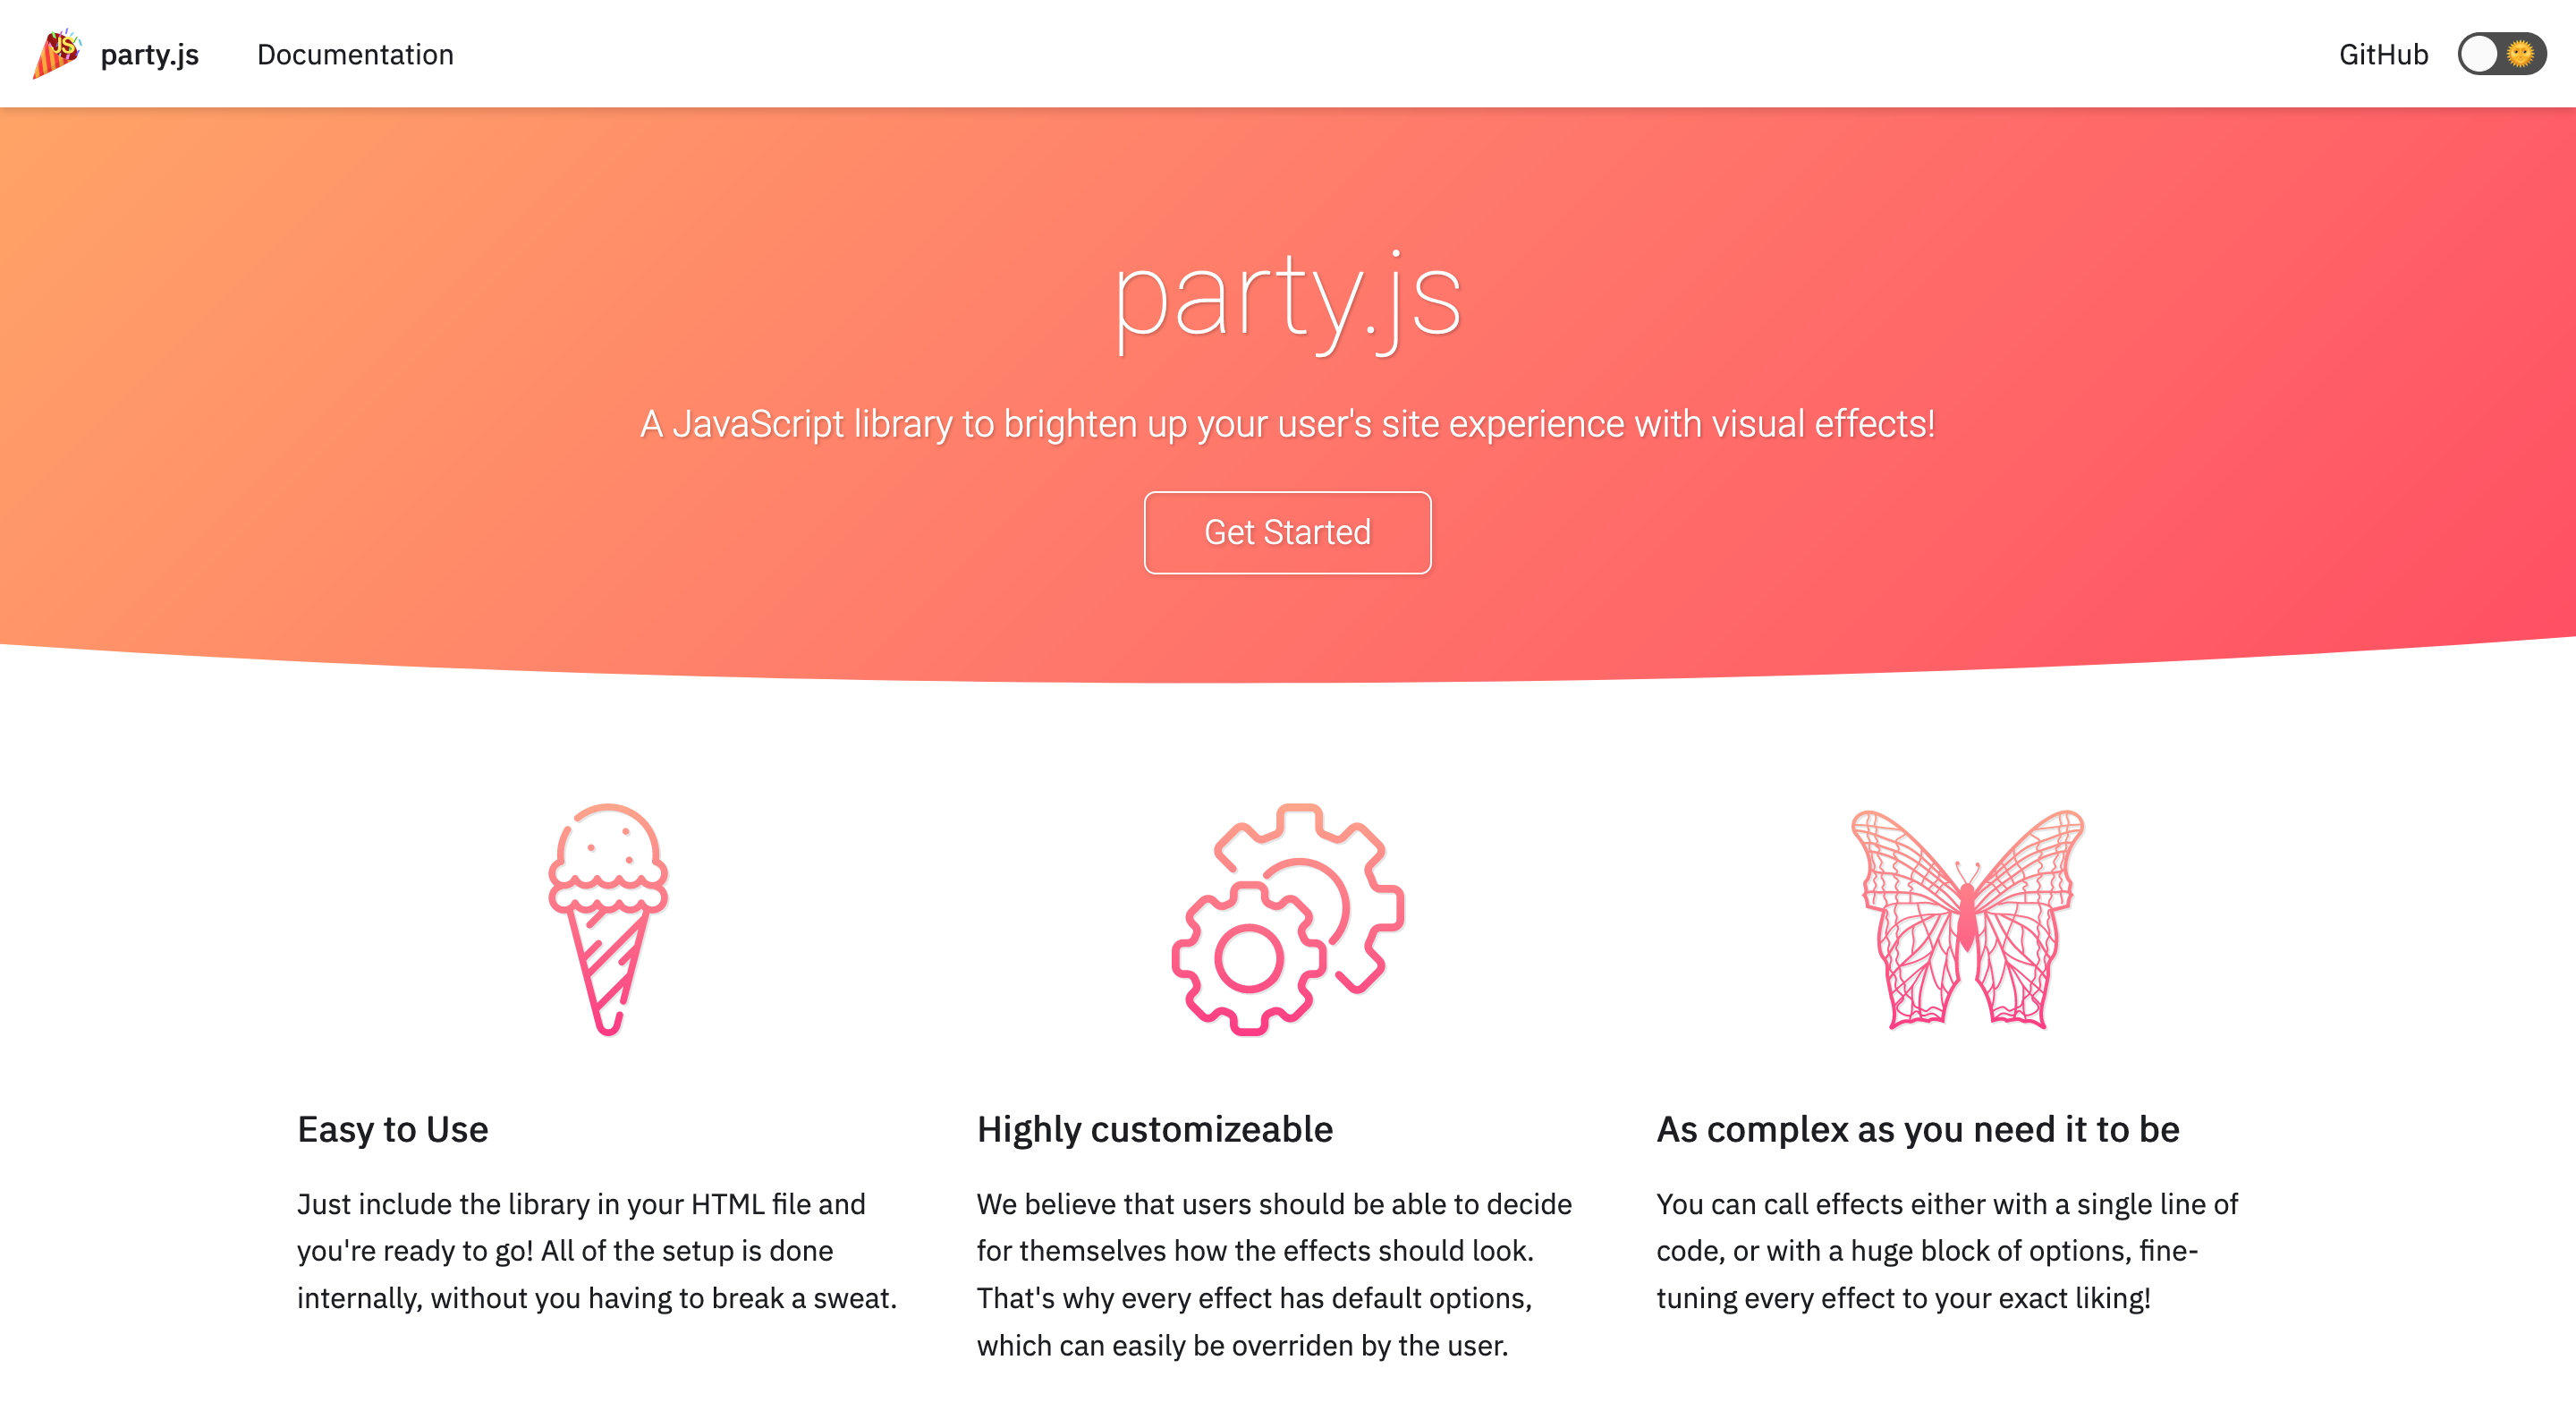 JS
party.js
Documentation
GitHub
party.js
A JavaScript library to brighten up your user's site experience with visual effects!
Get Started
Easy to Use
Just include the library in your HTML file and
you're ready to go! All of the setup is done
internally, without you having to break a sweat.
Highly customizeable
We believe that users should be able to decide
for themselves how the effects should look.
That's why every effect has default options,
which can easily be overriden by the user.
As complex as you need it to be
You can call effects either with a single line of
code, or with a huge block of options, fine-
tuning every effect to your exact liking!